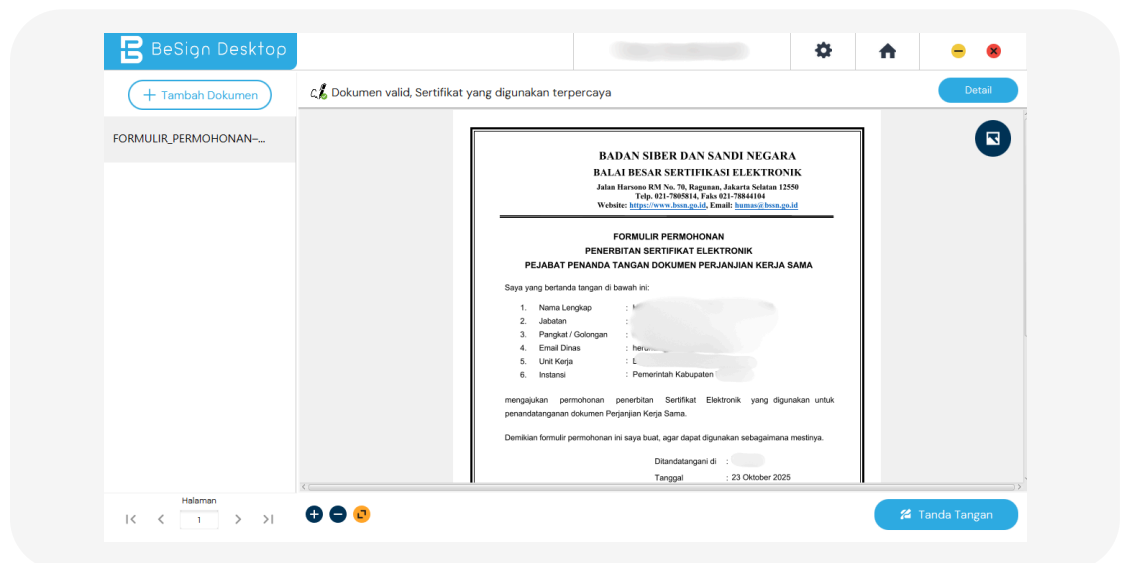 BeSign Desktop
+ Tambah Dokumen
Dokumen valid, Sertifikat yang digunakan terpercaya
Detail
FORMULIR_PERMOHONAN–...
BADAN SIBER DAN SANDI NEGARA
BALAI BESAR SERTIFIKASI ELEKTRONIK
Jalan Harsono RM No. 70, Ragunan, Jakarta Selatan 12550
Telp. 021-7805814, Faks 021-78844104
Website: https://www.bssn.go.id, Email: humas@bssn.go.id
FORMULIR PERMOHONAN
PENERBITAN SERTIFIKAT ELEKTRONIK
PEJABAT PENANDA TANGAN DOKUMEN PERJANJIAN KERJA SAMA
Saya yang bertanda tangan di bawah ini:
1. Nama Lengkap :
2. Jabatan :
3. Pangkat / Golongan :
4. Email Dinas :
5. Unit Kerja :
6. Instansi : Pemerintah Kabupaten
mengajukan permohonan penerbitan Sertifikat Elektronik yang digunakan untuk
penandatanganan dokumen Perjanjian Kerja Sama.
Demikian formulir permohonan ini saya buat, agar dapat digunakan sebagaimana mestinya.
Ditandatangani di :
Tanggal : 23 Oktober 2025
Halaman
1
Tanda Tangan